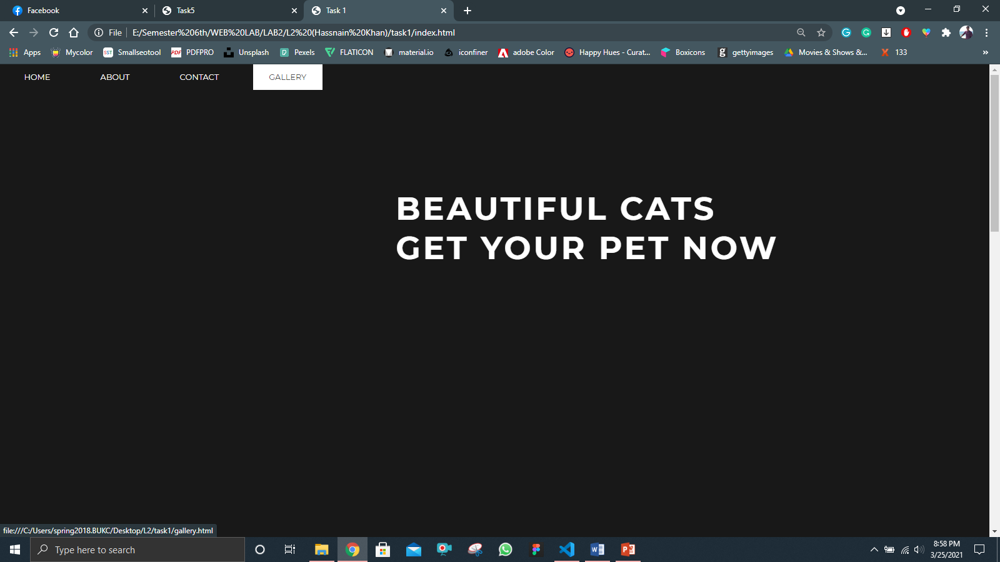 Facebook
Task5
Task 1
File
E:/Semester%206th/WEB%20LAB/LAB2/L2%20(Hassnain%20Khan)/task1/index.html
Apps
Mycolor
SST
Smallseotool
PDF
PDFPRO
Unsplash
Pexels
FLATICON
material.io
iconfiner
adobe Color
Happy Hues - Curat...
Boxicons
gettyimages
Movies & Shows &...
133
»
HOME
ABOUT
CONTACT
GALLERY
BEAUTIFUL CATS
GET YOUR PET NOW
file:///C:/Users/spring2018.BUKC/Desktop/L2/task1/gallery.html
Type here to search
8:58 PM
3/25/2021